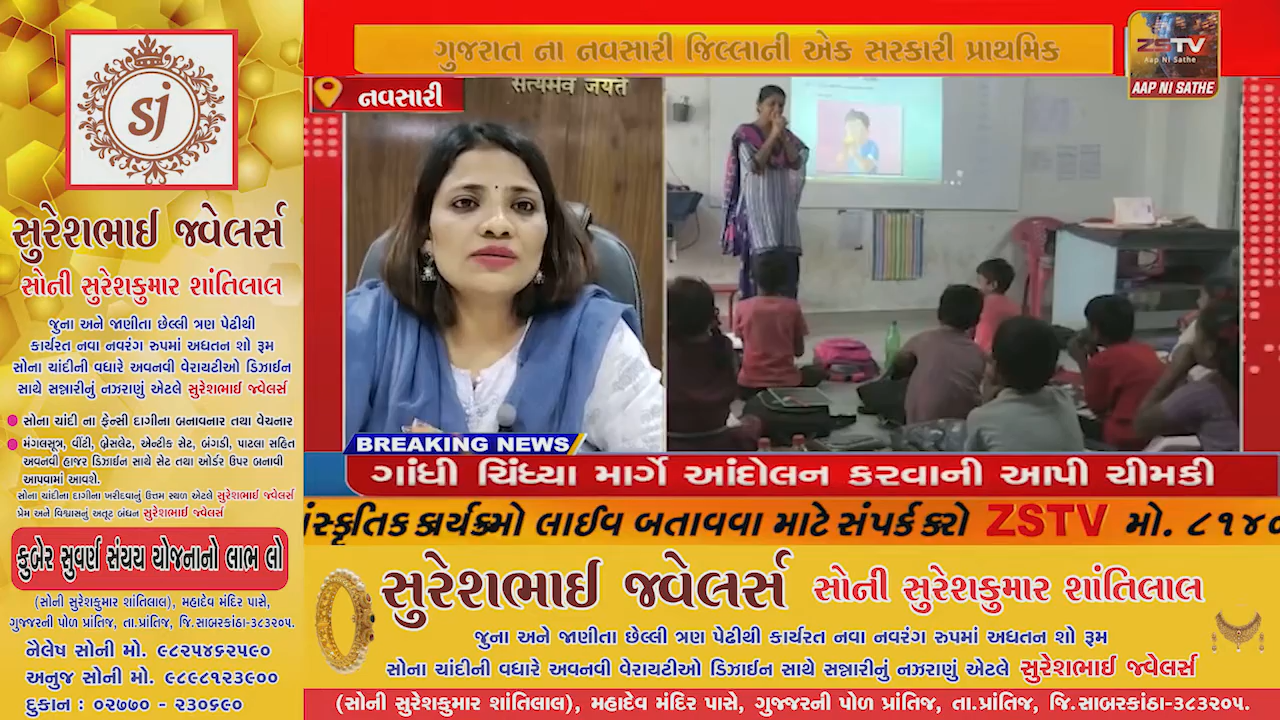 sj
સુરેશભાઈ જ્વેલર્સ
સોની સુરેશકુમાર શાંતિલાલ
જુના અને જાણીતા છેલ્લી ત્રણ પેઢીથી
કાર્યરત નવા નવરંગ રુપમાં અધતન શો રૂમ
સોના ચાંદીની વધારે અવનવી વેરાયટીઓ ડિઝાઈન
સાથે સન્નારીનું નઝરાણું એટલે સુરેશભાઈ જ્વેલર્સ
સોના ચાંદી ના ફેન્સી દાગીના બનાવનાર તથા વેચનાર
મંગલસૂત્ર, વીંટી, બ્રેસલેટ, એન્ટીક સેટ, બંગડી, પાટલા સહિત
અવનવી હાજર ડિઝાઈન સાથે સેટ તથા ઓર્ડર ઉપર બનાવી
આપવામાં આવશે.
સોના ચાંદીના દાગીના ખરીદવાનું ઉત્તમ સ્થળ એટલે સુરેશભાઈ જ્વેલર્સ
પ્રેમ અને વિશ્વાસનું અતૂટ બંધન સુરેશભાઈ જ્વેલર્સ
કુબેર સુવર્ણ સંચય યોજનાનો લાભ લો
(સોની સુરેશકુમાર શાંતિલાલ), મહાદેવ મંદિર પાસે,
ગુજ્જરની પોળ પ્રાંતિજ, તા.પ્રાંતિજ, જિ.સાબરકાંઠા-૩૮૩૨૦૫.
નૈલેષ સોની મો. ૯૮૨૫૪૬૨૫૯૦
અનુજ સોની મો. ૯૮૯૮૧૨૩૯૦૦
દુકાન : ૦૨૭૭૦ - ૨૩૦૬૯૦
ગુજરાત ના નવસારી જિલ્લાની એક સરકારી પ્રાથમિક
ZSTV
Aap Ni Sathe
AAP NI SATHE
નવસારી
सत्यमेव जयते
BREAKING NEWS
ગાંધી ચિંધ્યા માર્ગે આંદોલન કરવાની આપી ચીમકી
સ્કૃતિક કાર્યક્રમો લાઈવ બતાવવા માટે સંપર્ક કરો ZSTV મો. ૮૧૪૦
સુરેશભાઈ જ્વેલર્સ સોની સુરેશકુમાર શાંતિલાલ
જુના અને જાણીતા છેલ્લી ત્રણ પેઢીથી કાર્યરત નવા નવરંગ રુપમાં અધતન શો રૂમ
સોના ચાંદીની વધારે અવનવી વેરાયટીઓ ડિઝાઈન સાથે સન્નારીનું નઝરાણું એટલે સુરેશભાઈ જ્વેલર્સ
(સોની સુરેશકુમાર શાંતિલાલ), મહાદેવ મંદિર પાસે, ગુજ્જરની પોળ પ્રાંતિજ, તા.પ્રાંતિજ, જિ.સાબરકાંઠા-૩૮૩૨૦૫.